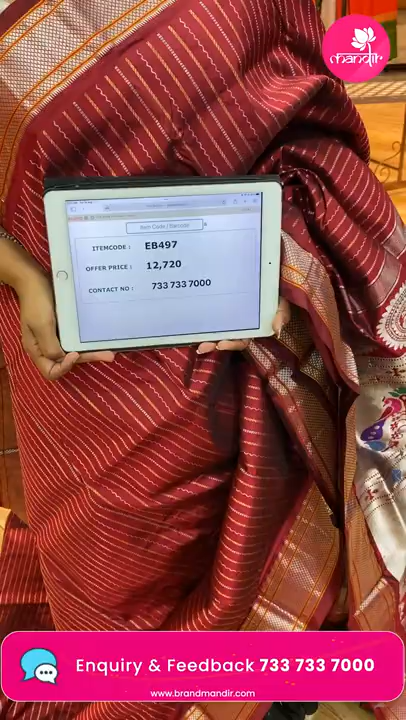 mandir
Item Code / Barcode
ITEMCODE : EB497
OFFER PRICE : 12,720
CONTACT NO : 733 733 7000
Enquiry & Feedback 733 733 7000
www.brandmandir.com